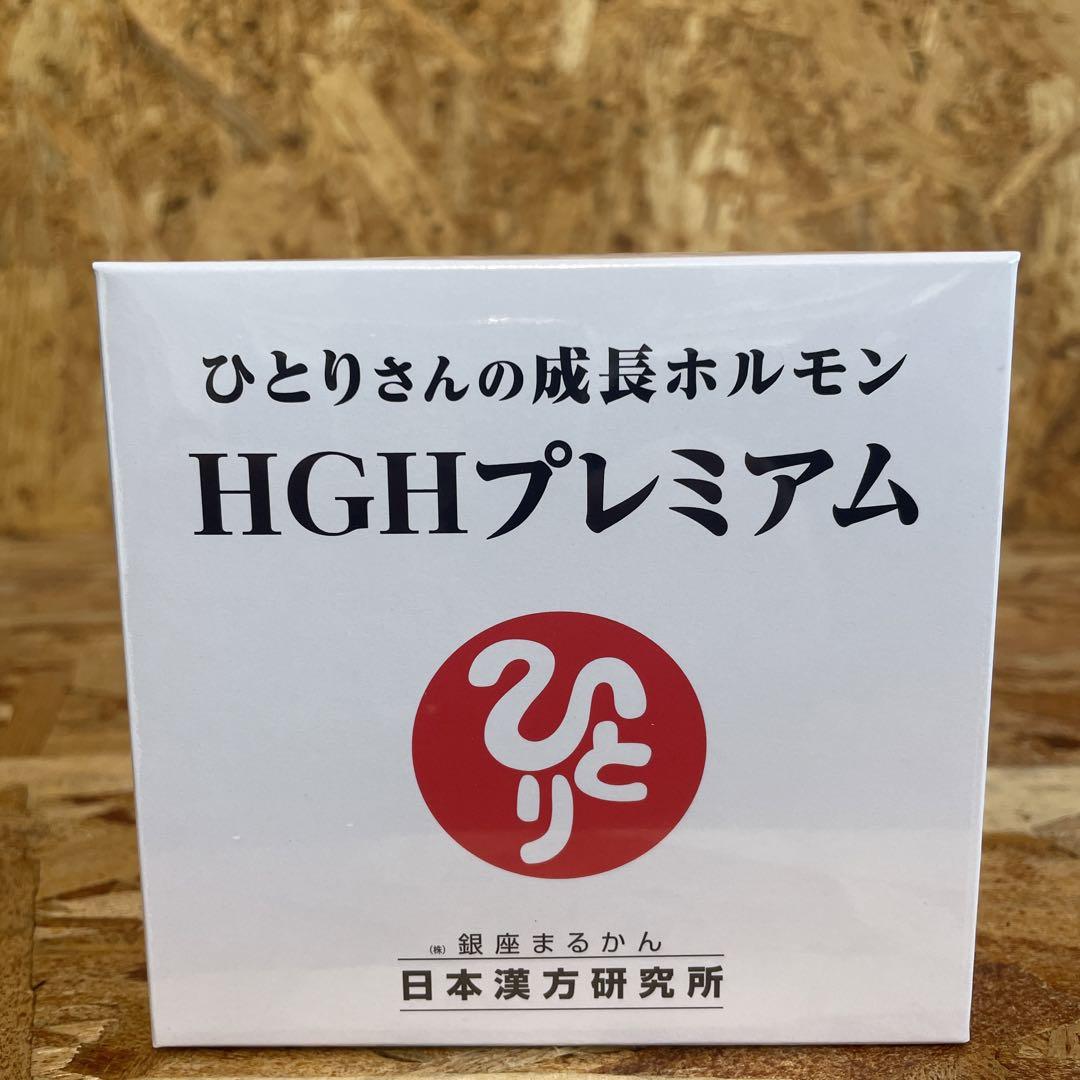 ひとりさんの成長ホルモン
HGHプレミアム
ひとり
(株) 銀座まるかん
日本漢方研究所